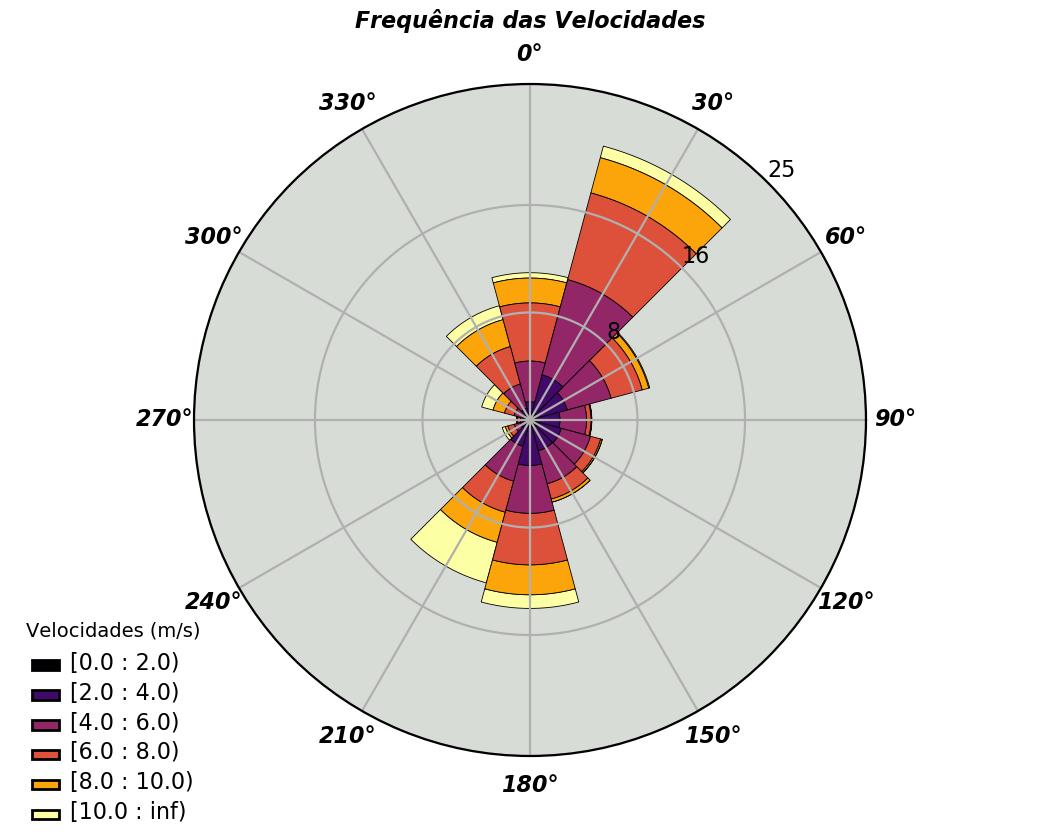 Frequência das Velocidades
0°
330°
30°
25
300°
60°
16
8
270°
90°
240°
120°
210°
150°
180°
Velocidades (m/s)
[0.0 : 2.0)
[2.0 : 4.0)
[4.0 : 6.0)
[6.0 : 8.0)
[8.0 : 10.0)
[10.0 : inf)